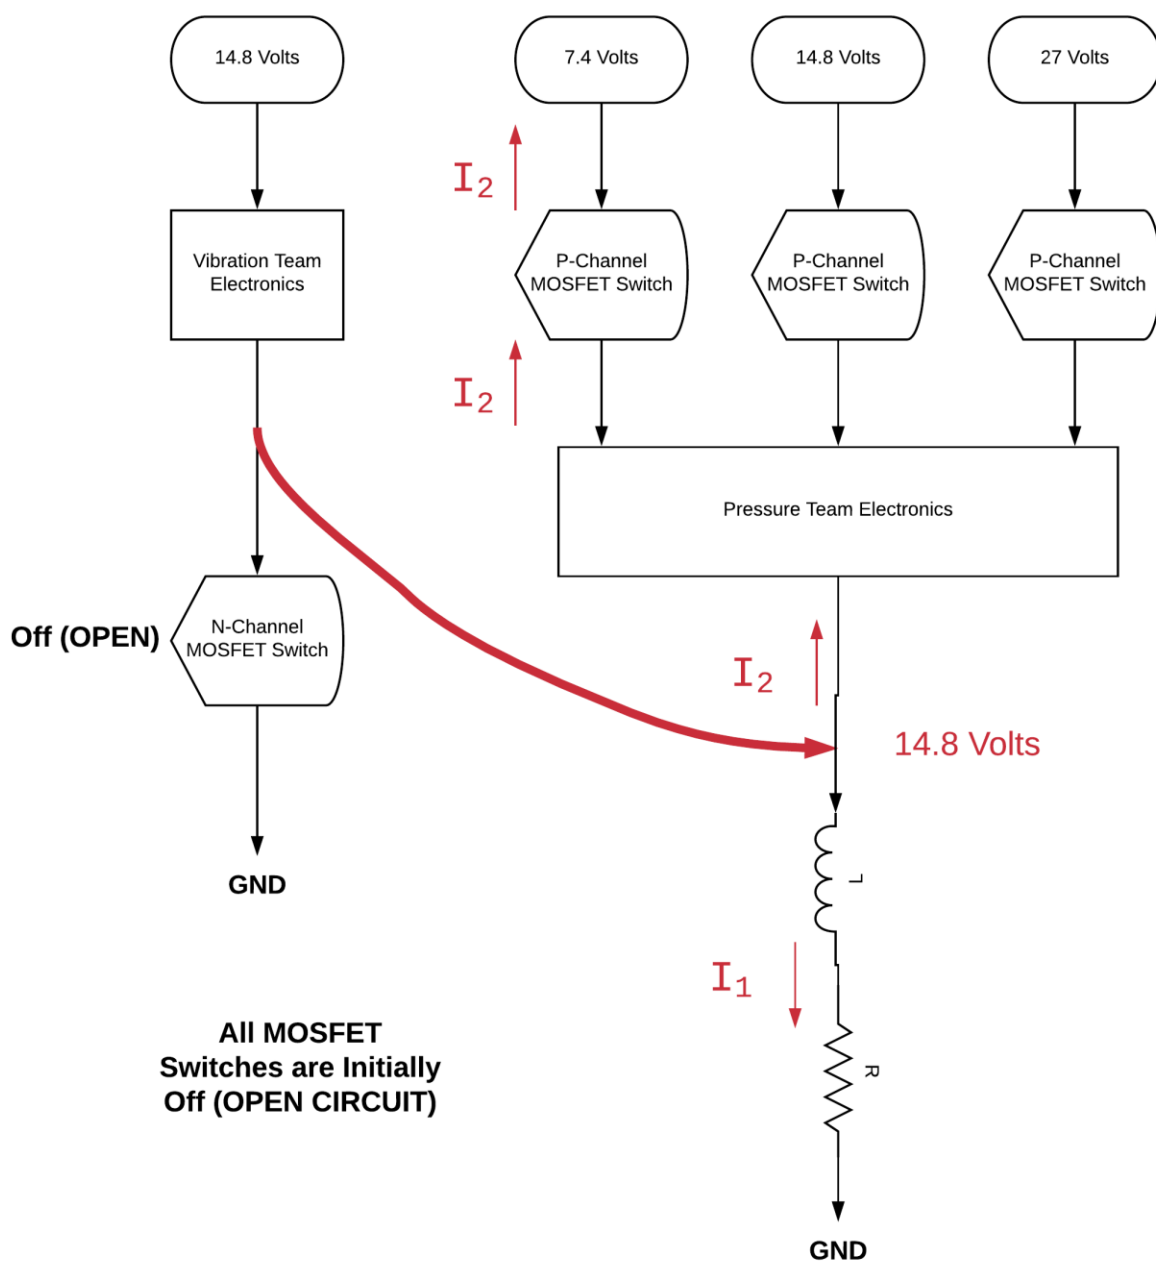 14.8 Volts
7.4 Volts
14.8 Volts
27 Volts
I2
Vibration Team
Electronics
P-Channel
MOSFET Switch
P-Channel
MOSFET Switch
P-Channel
MOSFET Switch
I2
Pressure Team Electronics
Off (OPEN)
N-Channel
MOSFET Switch
I2
14.8 Volts
GND
L
I1
All MOSFET
Switches are Initially
Off (OPEN CIRCUIT)
R
GND